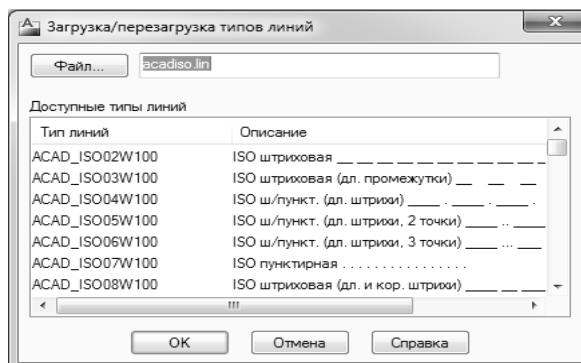 Загрузка/перезагрузка типов линий
Файл... acadiso.lin
Доступные типы линий
Тип линий Описание
ACAD_ISO02W100 ISO штриховая __ __ __ __ __ __ __ __ __ __
ACAD_ISO03W100 ISO штриховая (дл. промежутки) __ __ __
ACAD_ISO04W100 ISO ш/пункт. (дл. штрихи) ____ . ____ . ____ .
ACAD_ISO05W100 ISO ш/пункт. (дл. штрихи, 2 точки) ____ .. ____
ACAD_ISO06W100 ISO ш/пункт. (дл. штрихи, 3 точки) ____ ... ____
ACAD_ISO07W100 ISO пунктирная . . . . . . . . . . . . . . . .
ACAD_ISO08W100 ISO штриховая (дл. и кор. штрихи) ____ __ ____
OK Отмена Справка